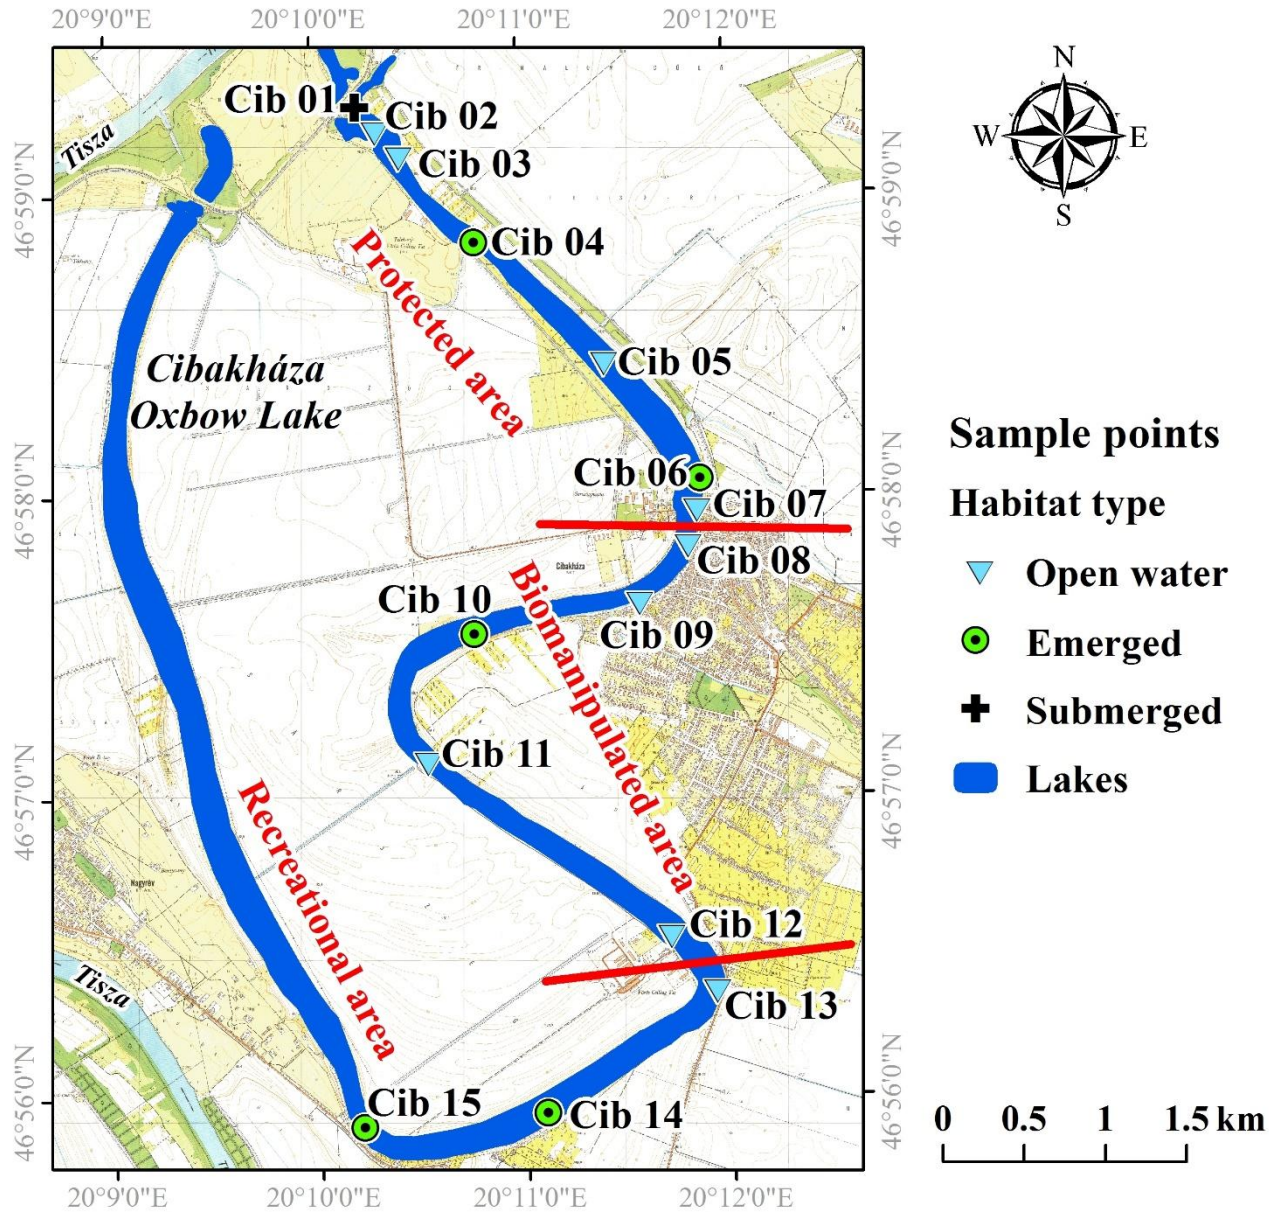 20°9'0"E 20°10'0"E 20°11'0"E 20°12'0"E
N
W E
S
46°59'0"N
46°58'0"N
46°57'0"N
46°56'0"N
46°59'0"N
46°58'0"N
46°57'0"N
46°56'0"N
Tisza
Cib 01
Cib 02
Cib 03
Cib 04
Protected area
Cib 05
Cibakháza
Oxbow Lake
Cib 06
Cib 07
Cib 08
Cibakháza
Cib 10
Cib 09
Biomanipulated area
Cib 11
Recreational area
Nagyrév
Cib 12
Cib 13
Tisza
Cib 15
Cib 14
Sample points
Habitat type
Open water
Emerged
Submerged
Lakes
0 0.5 1 1.5 km
20°9'0"E 20°10'0"E 20°11'0"E 20°12'0"E